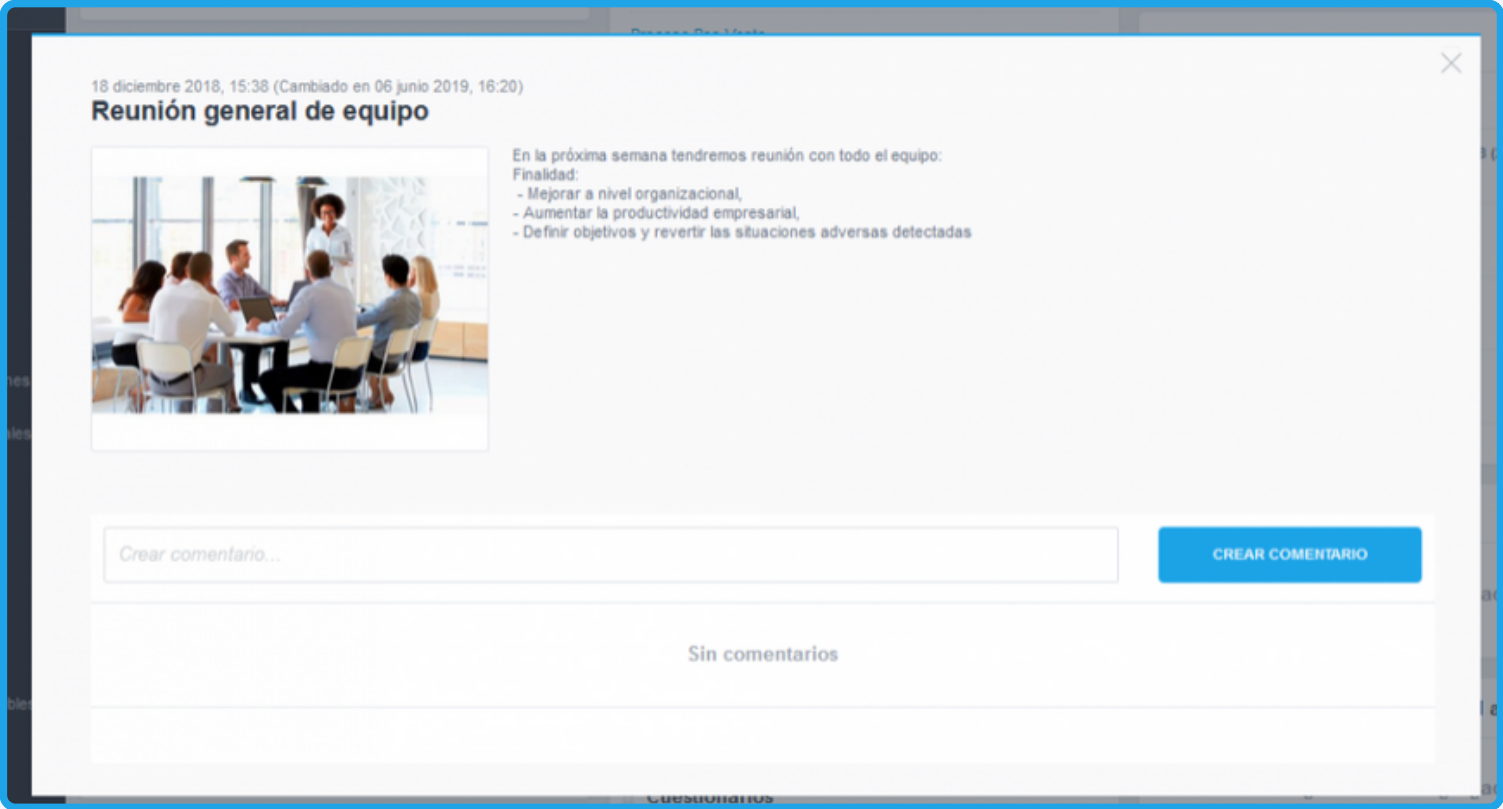 18 diciembre 2018, 15:38 (Cambiado en 06 junio 2019, 16:20)
Reunión general de equipo
En la próxima semana tendremos reunión con todo el equipo:
Finalidad:
- Mejorar a nivel organizacional,
- Aumentar la productividad empresarial,
- Definir objetivos y revertir las situaciones adversas detectadas
Crear comentario...
CREAR COMENTARIO
Sin comentarios
Cuestionarios